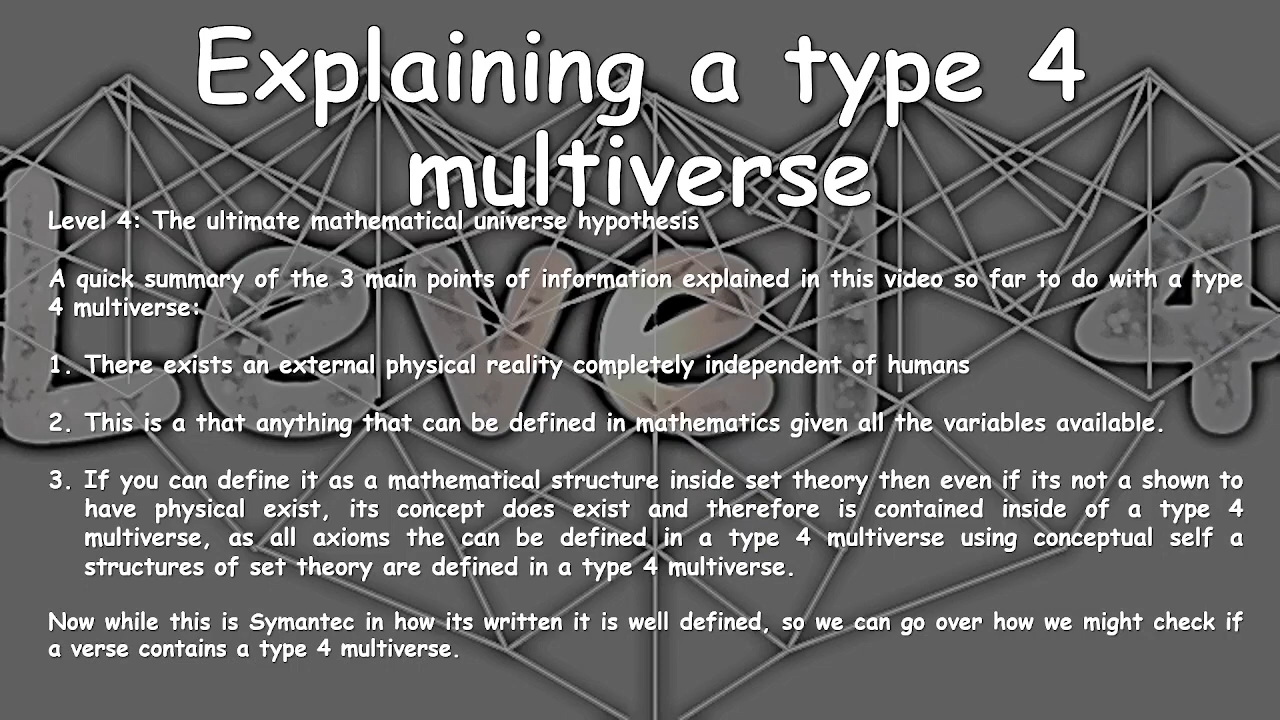 Explaining a type 4
multiverse
Level 4: The ultimate mathematical universe hypothesis
A quick summary of the 3 main points of information explained in this video so far to do with a type
4 multiverse:
1. There exists an external physical reality completely independent of humans
2. This is a that anything that can be defined in mathematics given all the variables available.
3. If you can define it as a mathematical structure inside set theory then even if its not a shown to
have physical exist, its concept does exist and therefore is contained inside of a type 4
multiverse, as all axioms the can be defined in a type 4 multiverse using conceptual self a
structures of set theory are defined in a type 4 multiverse.
Now while this is Symantec in how its written it is well defined, so we can go over how we might check if
a verse contains a type 4 multiverse.
Level 4